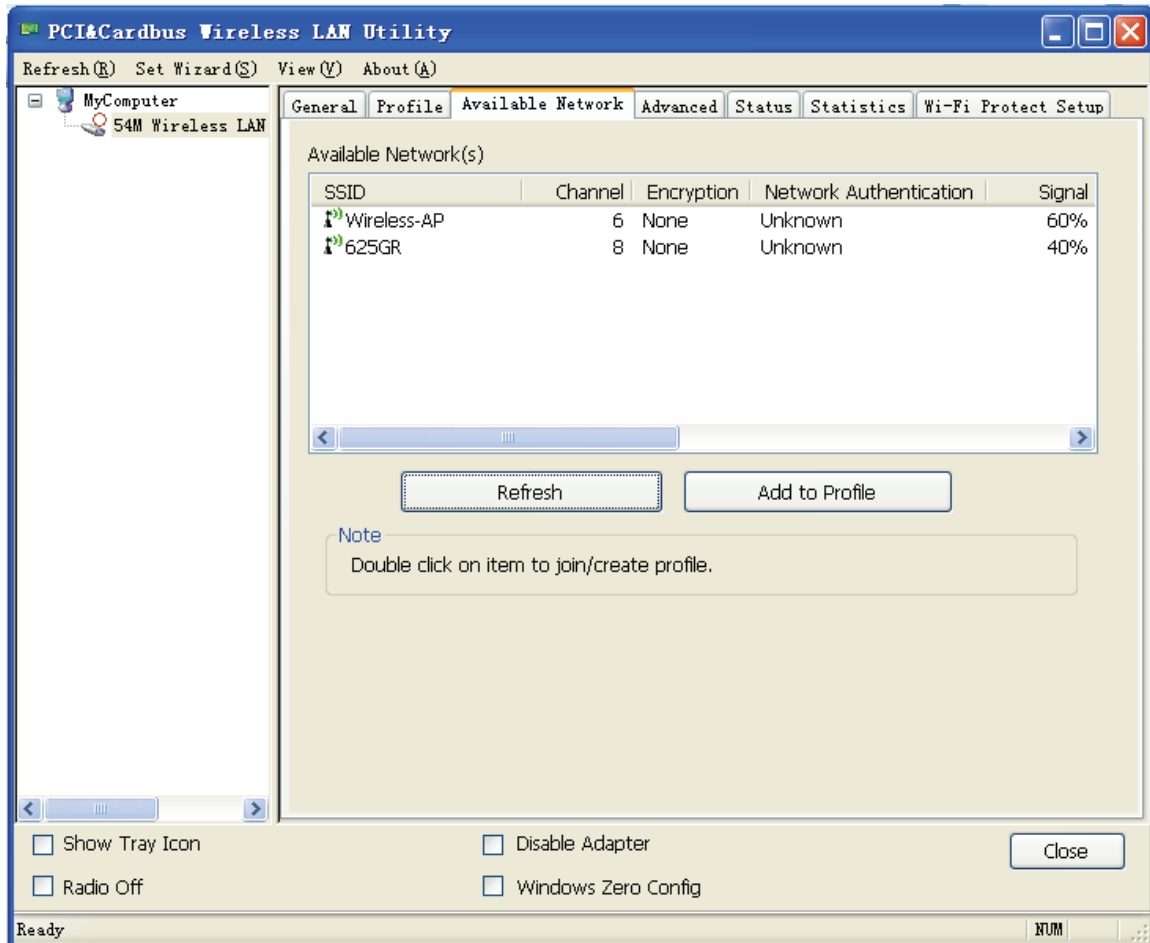 PCI&Cardbus Wireless LAN Utility
Refresh(R) Set Wizard(S) View(V) About(A)
MyComputer
54M Wireless LAN
General Profile Available Network Advanced Status Statistics Wi-Fi Protect Setup
Available Network(s)
SSID Channel Encryption Network Authentication Signal
Wireless-AP 6 None Unknown 60%
625GR 8 None Unknown 40%
Refresh Add to Profile
Note
Double click on item to join/create profile.
Show Tray Icon Disable Adapter Close
Radio Off Windows Zero Config
Ready NUM